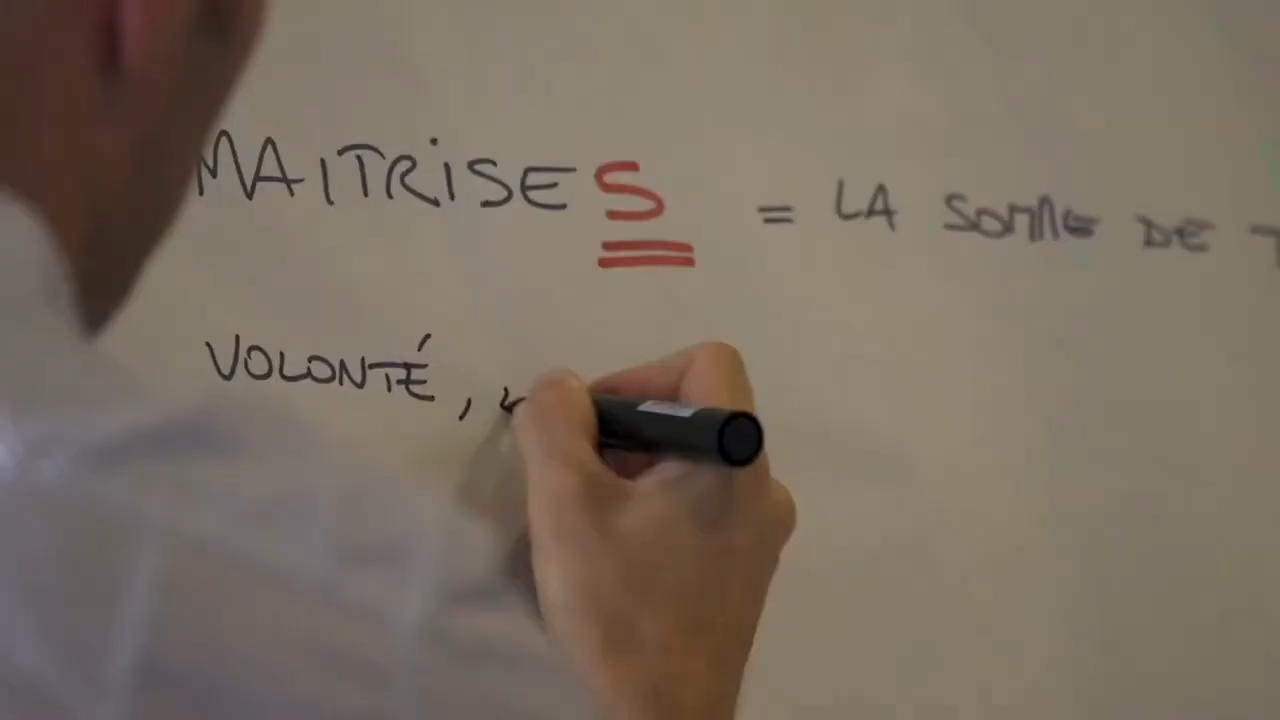 MAITRiSES = LA SOMME DE
VOLONTÉ,